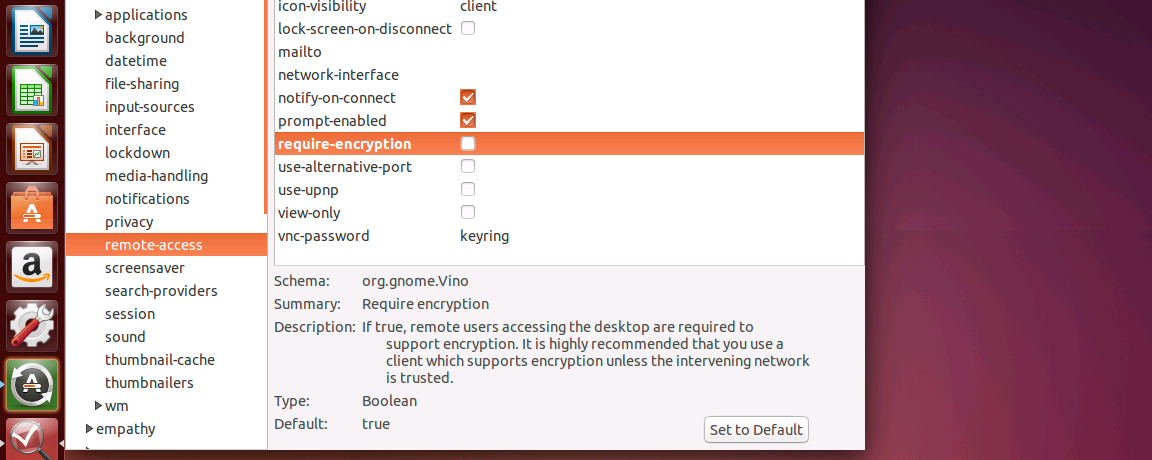 applications
background
datetime
file-sharing
input-sources
interface
lockdown
media-handling
notifications
privacy
remote-access
screensaver
search-providers
session
sound
thumbnail-cache
thumbnailers
wm
empathy
icon-visibility client
lock-screen-on-disconnect
mailto
network-interface
notify-on-connect
prompt-enabled
require-encryption
use-alternative-port
use-upnp
view-only
vnc-password keyring
Schema: org.gnome.Vino
Summary: Require encryption
Description: If true, remote users accessing the desktop are required to
support encryption. It is highly recommended that you use a
client which supports encryption unless the intervening network
is trusted.
Type: Boolean
Default: true
Set to Default